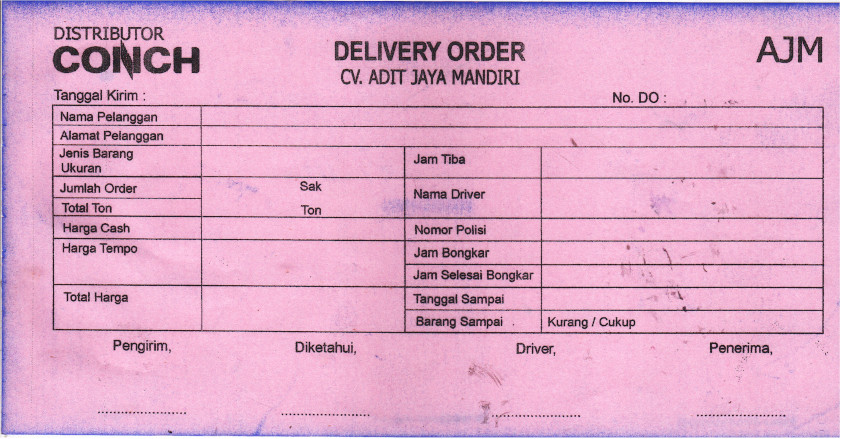 DISTRIBUTOR
CONCH
DELIVERY ORDER
CV. ADIT JAYA MANDIRI
AJM
Tanggal Kirim :
No. DO :
Nama Pelanggan
Alamat Pelanggan
Jenis Barang
Ukuran
Jam Tiba
Jumlah Order
Sak
Nama Driver
Total Ton
Ton
Harga Cash
Nomor Polisi
Harga Tempo
Jam Bongkar
Jam Selesai Bongkar
Total Harga
Tanggal Sampai
Barang Sampai
Kurang / Cukup
Pengirim,
Diketahui,
Driver,
Penerima,